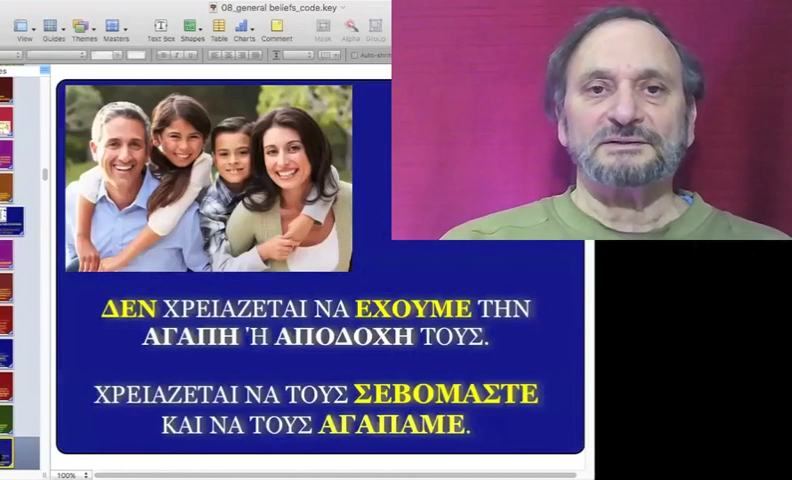 08_general beliefs_code.key
View Guides Themes Masters Text Box Shapes Table Charts Comment Mask Alpha Group
Auto-shrink
ΔΕΝ ΧΡΕΙΑΖΕΤΑΙ ΝΑ ΕΧΟΥΜΕ ΤΗΝ
ΑΓΑΠΗ Ή ΑΠΟΔΟΧΗ ΤΟΥΣ.
ΧΡΕΙΑΖΕΤΑΙ ΝΑ ΤΟΥΣ ΣΕΒΟΜΑΣΤΕ
ΚΑΙ ΝΑ ΤΟΥΣ ΑΓΑΠΑΜΕ.
100%